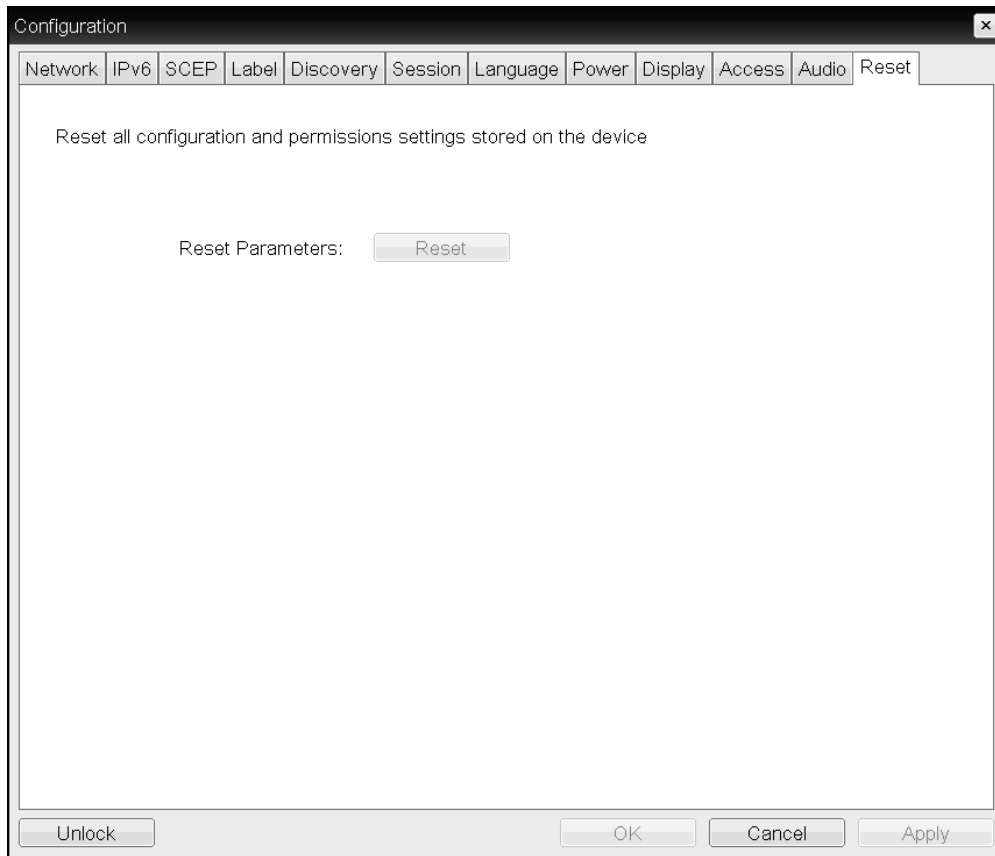 Configuration
Network IPv6 SCEP Label Discovery Session Language Power Display Access Audio Reset
Reset all configuration and permissions settings stored on the device
Reset Parameters: Reset
Unlock OK Cancel Apply